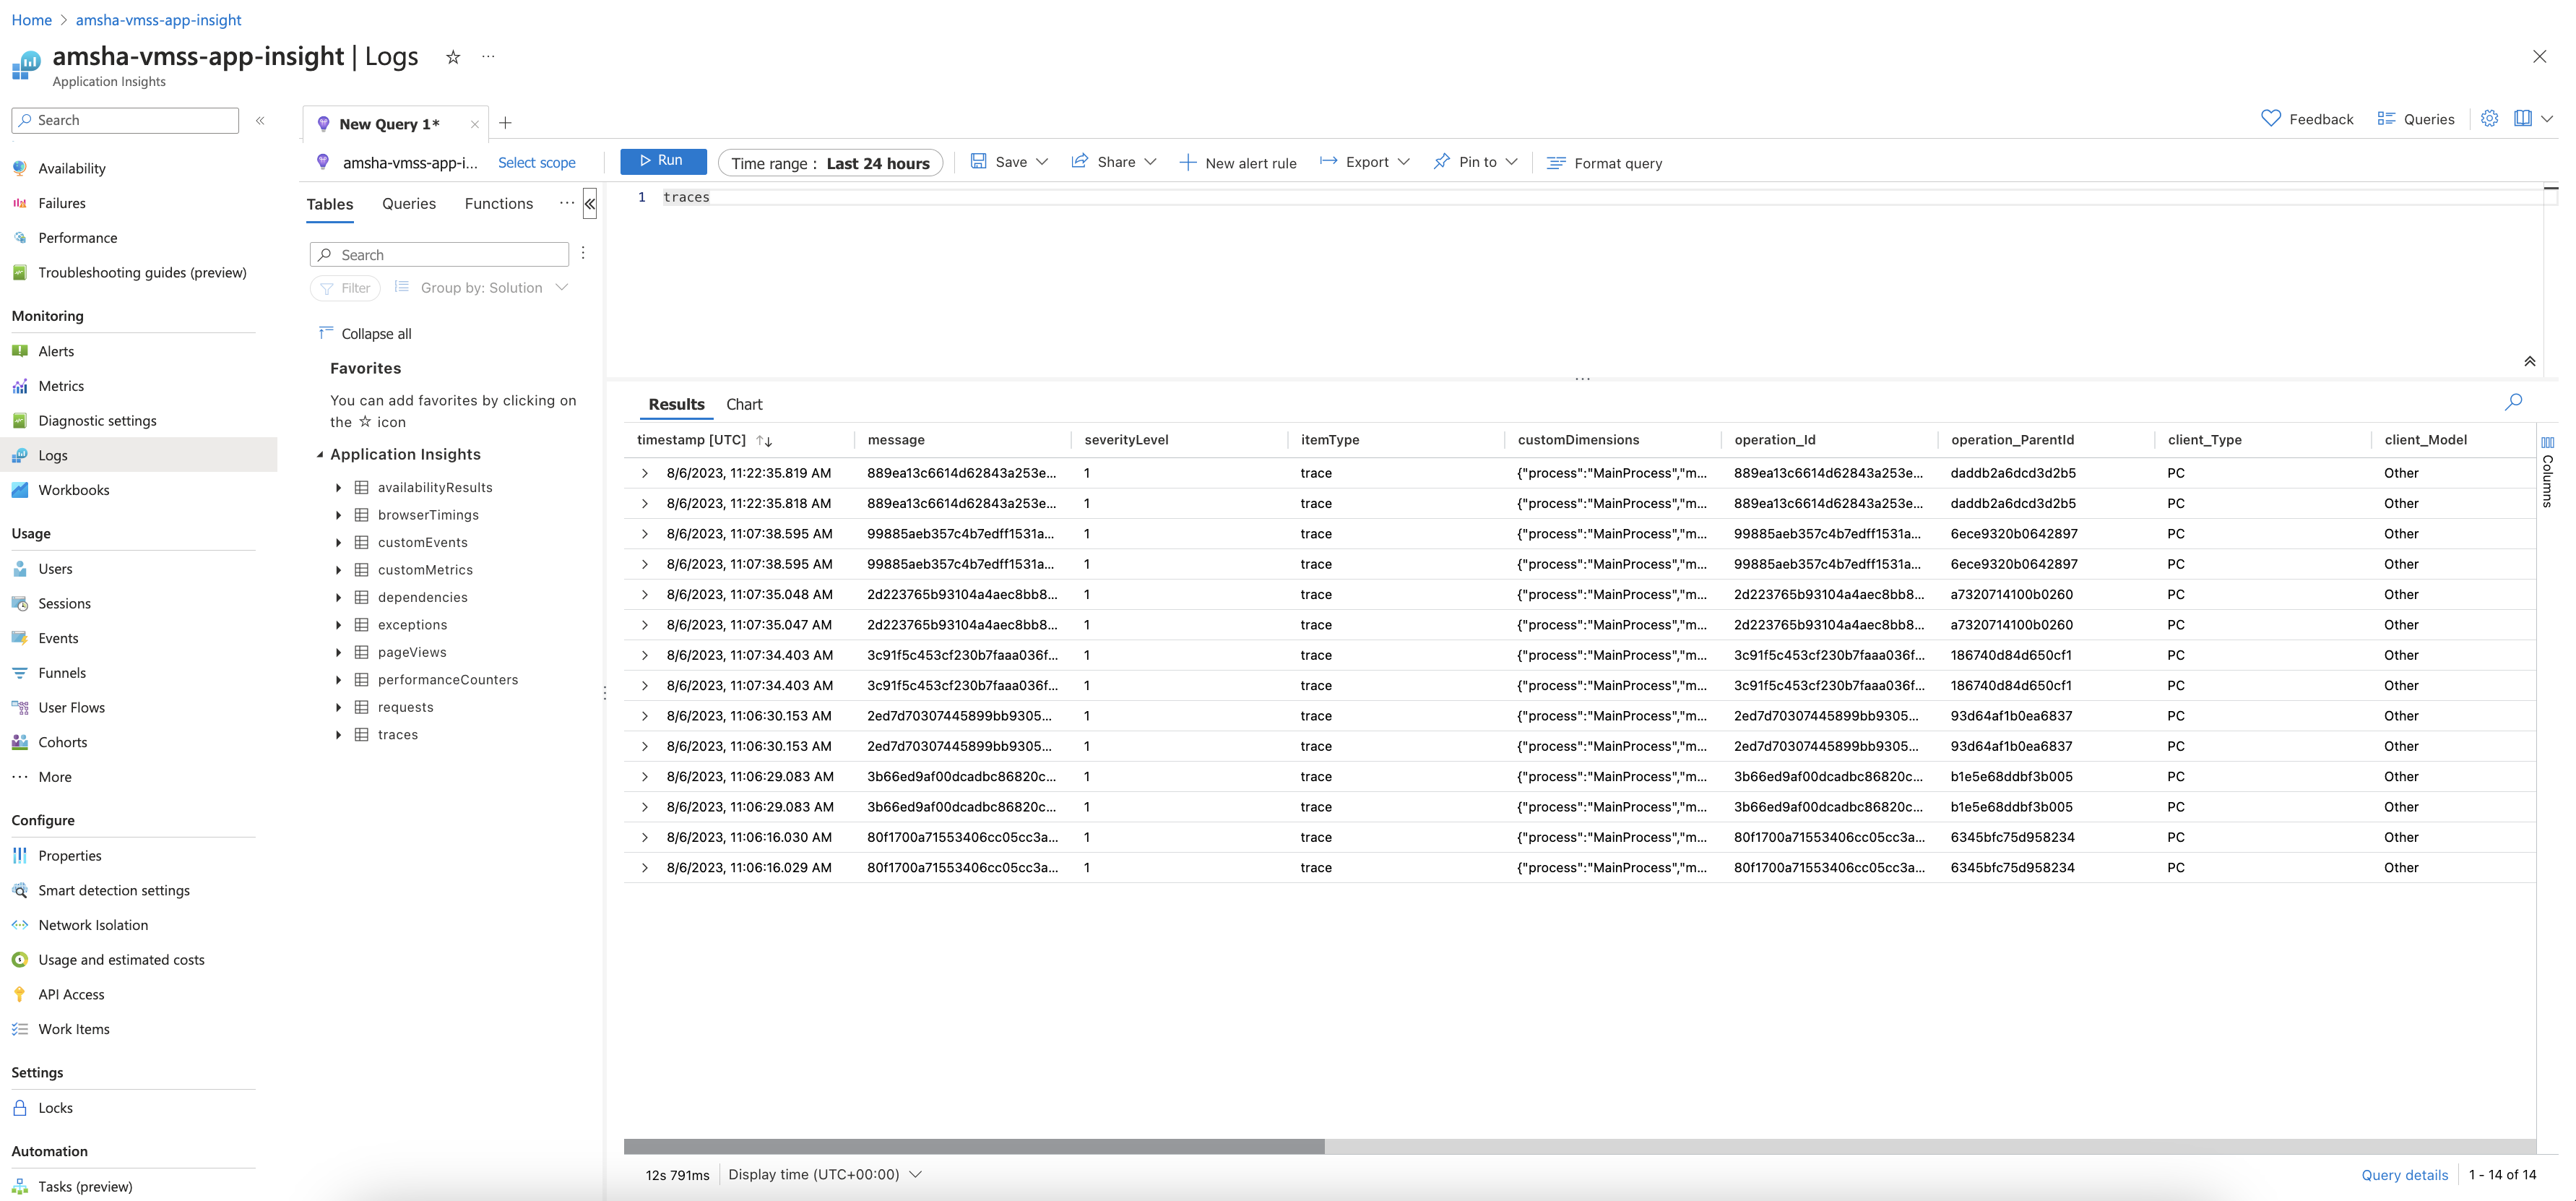 Home > amsha-vmss-app-insight
amsha-vmss-app-insight | Logs
Application Insights
Search
Availability
Failures
Performance
Troubleshooting guides (preview)
Monitoring
Alerts
Metrics
Diagnostic settings
Logs
Workbooks
Usage
Users
Sessions
Events
Funnels
User Flows
Cohorts
More
Configure
Properties
Smart detection settings
Network Isolation
Usage and estimated costs
API Access
Work Items
Settings
Locks
Automation
Tasks (preview)
New Query 1*
Feedback Queries
amsha-vmss-app-i... Select scope Run Time range : Last 24 hours Save Share New alert rule Export Pin to Format query
Tables Queries Functions
Search
Filter Group by: Solution
Collapse all
Favorites
You can add favorites by clicking on
the ☆ icon
Application Insights
availabilityResults
browserTimings
customEvents
customMetrics
dependencies
exceptions
pageViews
performanceCounters
requests
traces
1 traces
Results Chart
timestamp [UTC] message severityLevel itemType customDimensions operation_Id operation_ParentId client_Type client_Model
8/6/2023, 11:22:35.819 AM 889ea13c6614d62843a253e... 1 trace {"process":"MainProcess","m... 889ea13c6614d62843a253e... daddb2a6dcd3d2b5 PC Other
8/6/2023, 11:22:35.818 AM 889ea13c6614d62843a253e... 1 trace {"process":"MainProcess","m... 889ea13c6614d62843a253e... daddb2a6dcd3d2b5 PC Other
8/6/2023, 11:07:38.595 AM 99885aeb357c4b7edff1531a... 1 trace {"process":"MainProcess","m... 99885aeb357c4b7edff1531a... 6ece9320b0642897 PC Other
8/6/2023, 11:07:38.595 AM 99885aeb357c4b7edff1531a... 1 trace {"process":"MainProcess","m... 99885aeb357c4b7edff1531a... 6ece9320b0642897 PC Other
8/6/2023, 11:07:35.048 AM 2d223765b93104a4aec8bb8... 1 trace {"process":"MainProcess","m... 2d223765b93104a4aec8bb8... a7320714100b0260 PC Other
8/6/2023, 11:07:35.047 AM 2d223765b93104a4aec8bb8... 1 trace {"process":"MainProcess","m... 2d223765b93104a4aec8bb8... a7320714100b0260 PC Other
8/6/2023, 11:07:34.403 AM 3c91f5c453cf230b7faaa036f... 1 trace {"process":"MainProcess","m... 3c91f5c453cf230b7faaa036f... 186740d84d650cf1 PC Other
8/6/2023, 11:07:34.403 AM 3c91f5c453cf230b7faaa036f... 1 trace {"process":"MainProcess","m... 3c91f5c453cf230b7faaa036f... 186740d84d650cf1 PC Other
8/6/2023, 11:06:30.153 AM 2ed7d70307445899bb9305... 1 trace {"process":"MainProcess","m... 2ed7d70307445899bb9305... 93d64af1b0ea6837 PC Other
8/6/2023, 11:06:30.153 AM 2ed7d70307445899bb9305... 1 trace {"process":"MainProcess","m... 2ed7d70307445899bb9305... 93d64af1b0ea6837 PC Other
8/6/2023, 11:06:29.083 AM 3b66ed9af00dcadbc86820c... 1 trace {"process":"MainProcess","m... 3b66ed9af00dcadbc86820c... b1e5e68ddbf3b005 PC Other
8/6/2023, 11:06:29.083 AM 3b66ed9af00dcadbc86820c... 1 trace {"process":"MainProcess","m... 3b66ed9af00dcadbc86820c... b1e5e68ddbf3b005 PC Other
8/6/2023, 11:06:16.030 AM 80f1700a71553406cc05cc3a... 1 trace {"process":"MainProcess","m... 80f1700a71553406cc05cc3a... 6345bfc75d958234 PC Other
8/6/2023, 11:06:16.029 AM 80f1700a71553406cc05cc3a... 1 trace {"process":"MainProcess","m... 80f1700a71553406cc05cc3a... 6345bfc75d958234 PC Other
Columns
12s 791ms Display time (UTC+00:00) Query details 1 - 14 of 14